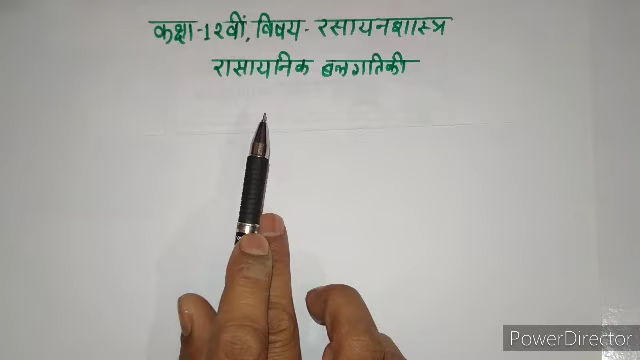 कक्षा-12वीं, विषय- रसायनशास्त्र
रासायनिक बलगतिकी
PowerDirector